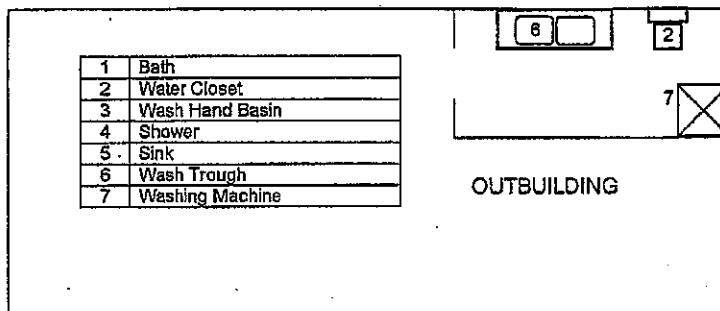 1 Bath
2 Water Closet
3 Wash Hand Basin
4 Shower
5 Sink
6 Wash Trough
7 Washing Machine
6
2
7
OUTBUILDING